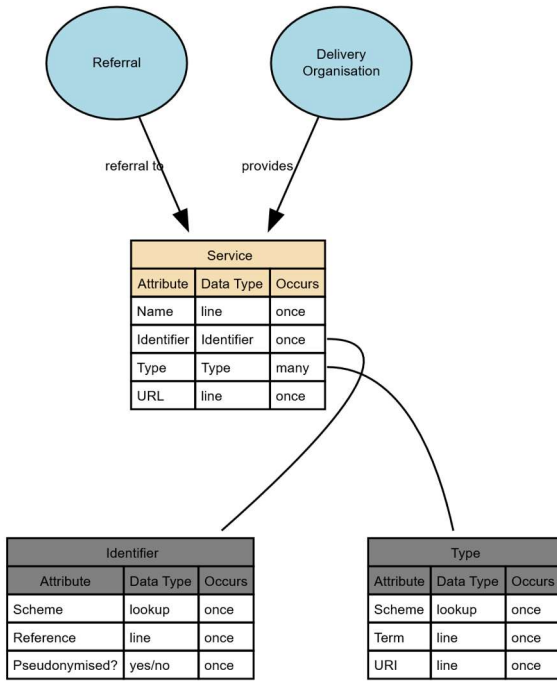 Referral
Delivery
Organisation
referral to
provides
Service
Attribute Data Type Occurs
Name line once
Identifier Identifier once
Type Type many
URL line once
Identifier
Attribute Data Type Occurs
Scheme lookup once
Reference line once
Pseudonymised? yes/no once
Type
Attribute Data Type Occurs
Scheme lookup once
Term line once
URI line once